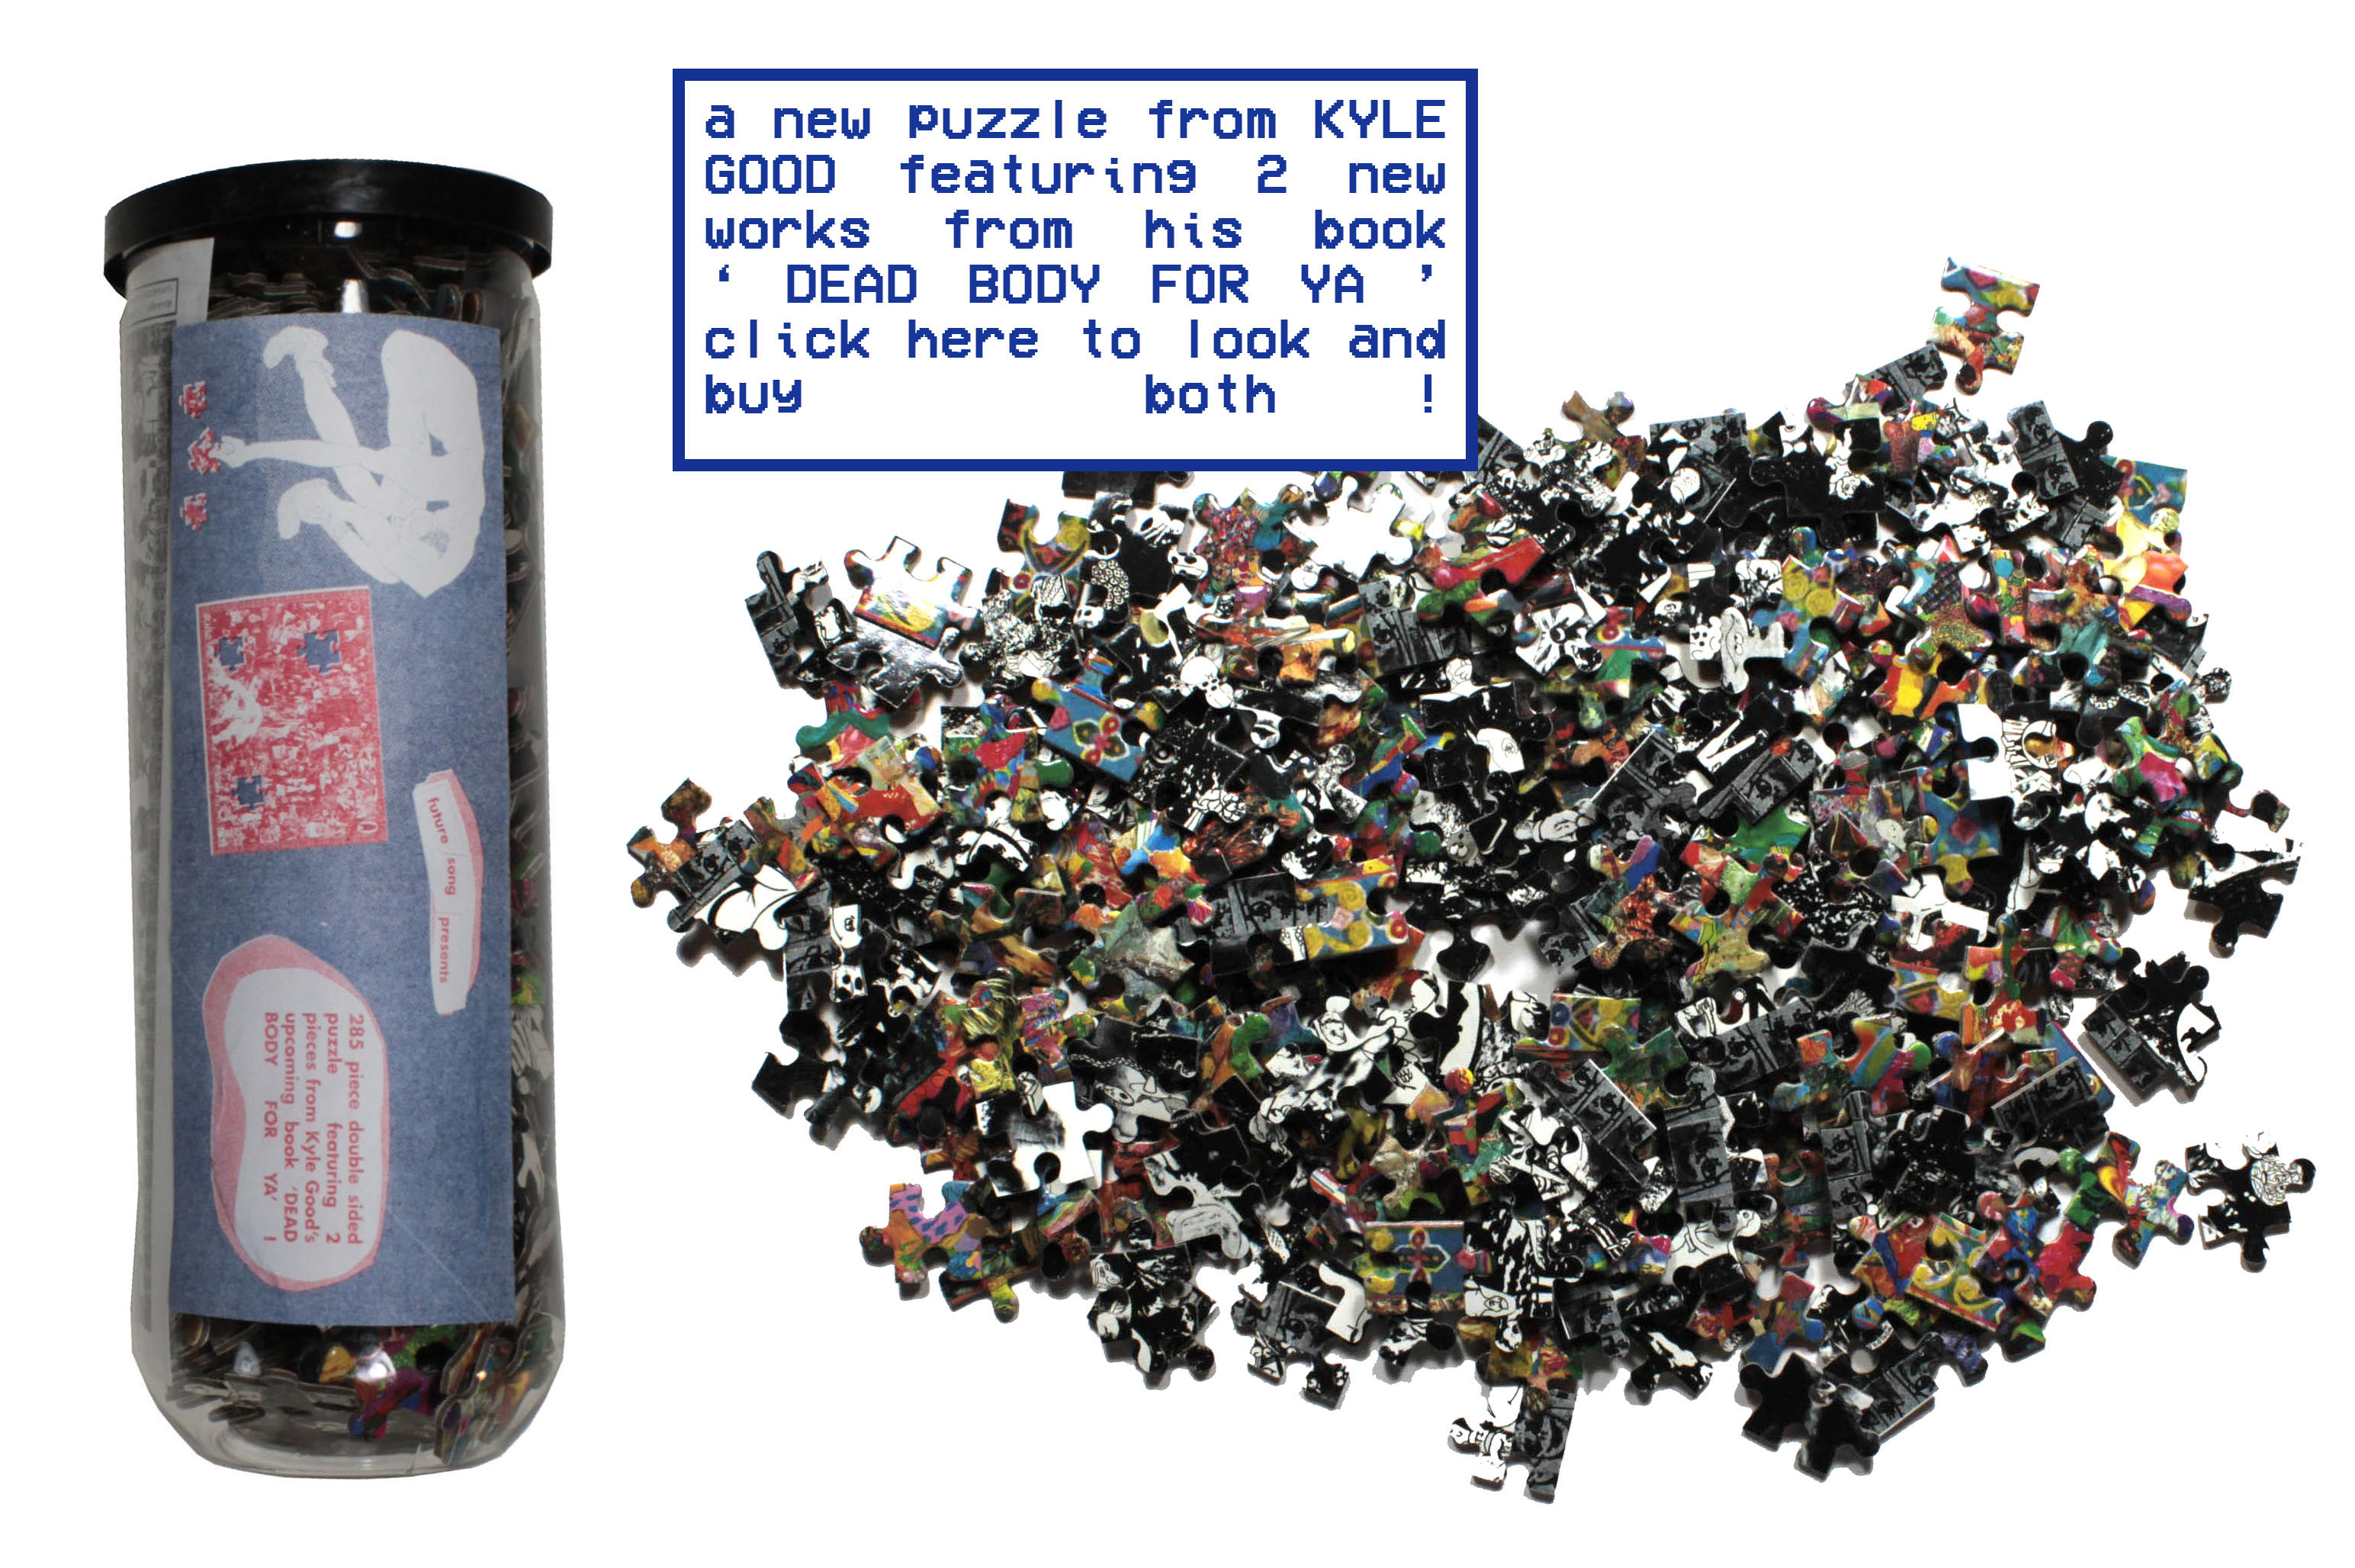 a new puzzle from KYLE
GOOD featuring 2 new
works from his book
‘ DEAD BODY FOR YA ’
click here to look and
buy both !
future song presents
285 piece double sided
puzzle featuring 2
pieces from Kyle Good's
upcoming book 'DEAD
BODY FOR YA' !